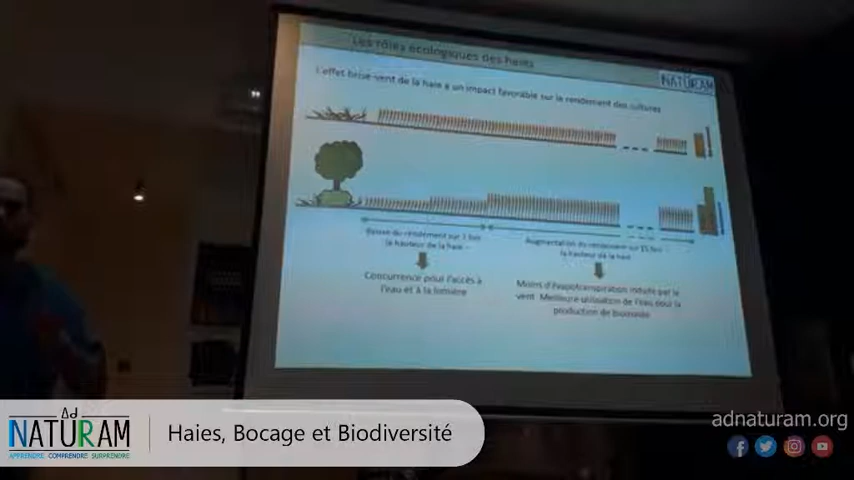 Les rôles écologiques des haies
NATURAM
L'effet brise-vent de la haie a un impact favorable sur le rendement des cultures
Baisse du rendement sur 1 fois
la hauteur de la haie
Augmentation du rendement sur 15 fois
la hauteur de la haie
Concurrence pour l'accès à
l'eau et à la lumière
Moins d'évapotranspiration induite par le
vent. Meilleure utilisation de l'eau pour la
production de biomasse
Ad
NATURAM
APPRENDRE COMPRENDRE SURPRENDRE
Haies, Bocage et Biodiversité
adnaturam.org